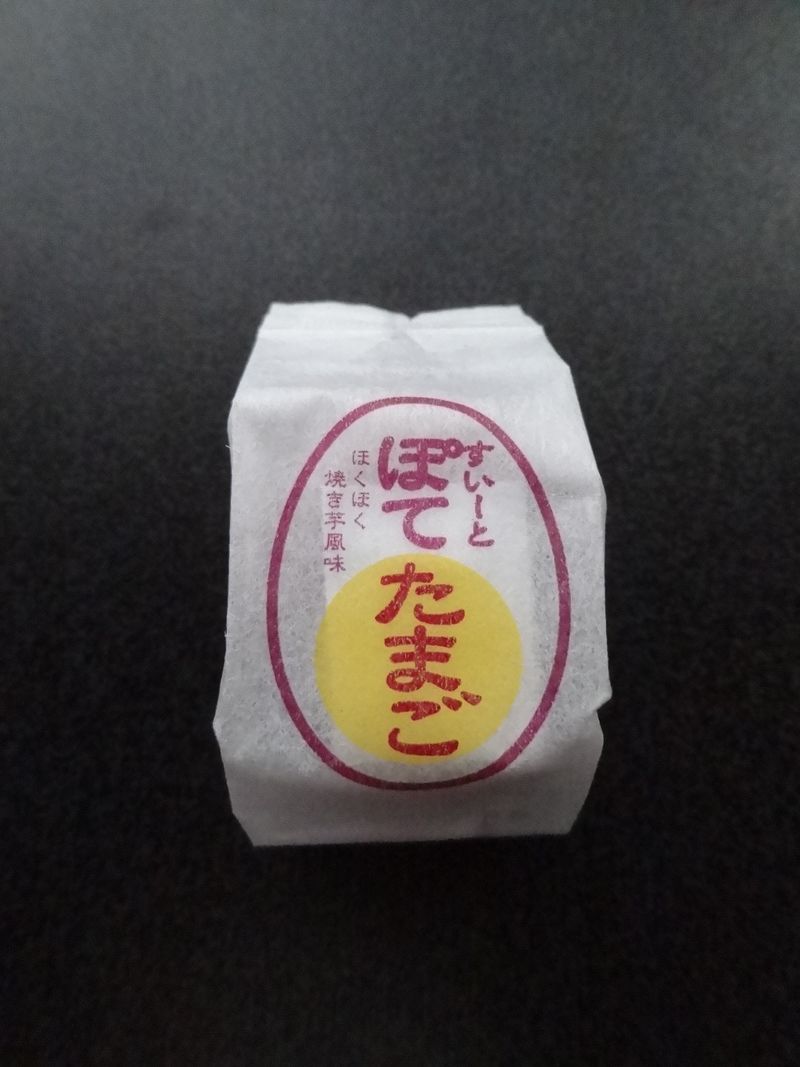 すいーと
ぽて
たまご
ほくほく
焼き芋風味